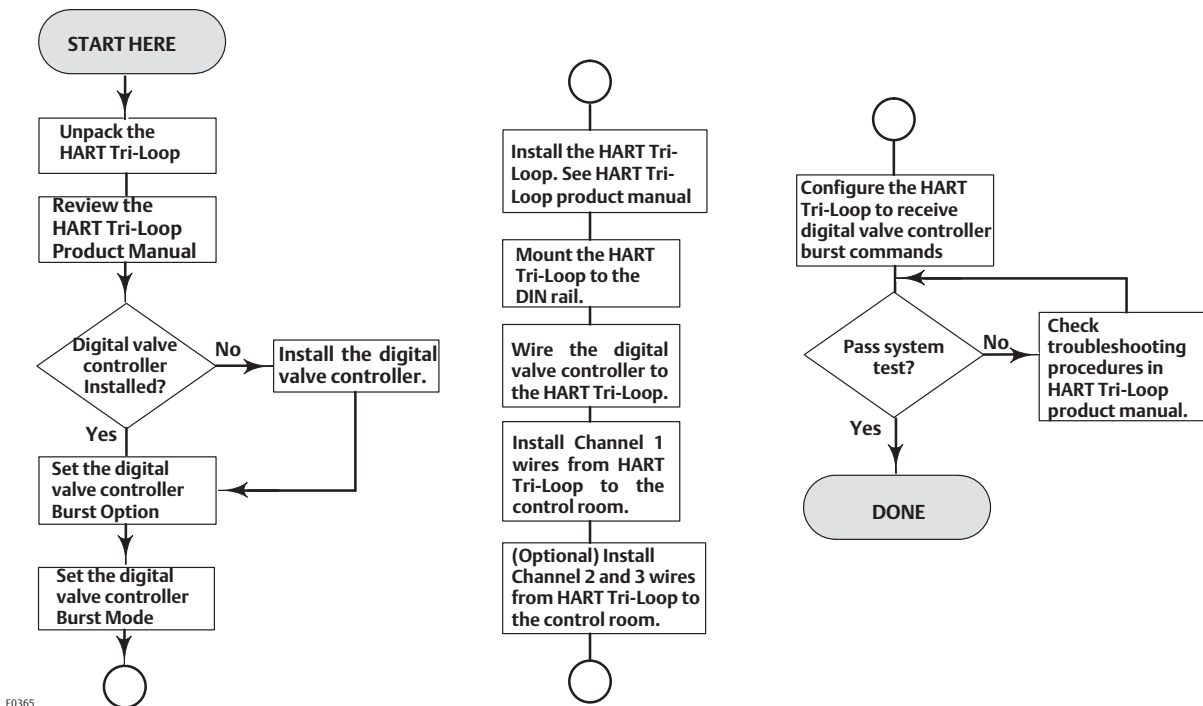 START HERE
Unpack the
HART Tri-Loop
Review the
HART Tri-Loop
Product Manual
Digital valve
controller
Installed?
No
Install the digital
valve controller.
Yes
Set the digital
valve controller
Burst Option
Set the digital
valve controller
Burst Mode
E0365
Install the HART Tri-
Loop. See HART Tri-
Loop product manual
Mount the HART
Tri-Loop to the
DIN rail.
Wire the digital
valve controller to
the HART Tri-Loop.
Install Channel 1
wires from HART
Tri-Loop to the
control room.
(Optional) Install
Channel 2 and 3 wires
from HART Tri-Loop to
the control room.
Configure the HART
Tri-Loop to receive
digital valve controller
burst commands
Pass system
test?
No
Check
troubleshooting
procedures in
HART Tri-Loop
product manual.
Yes
DONE